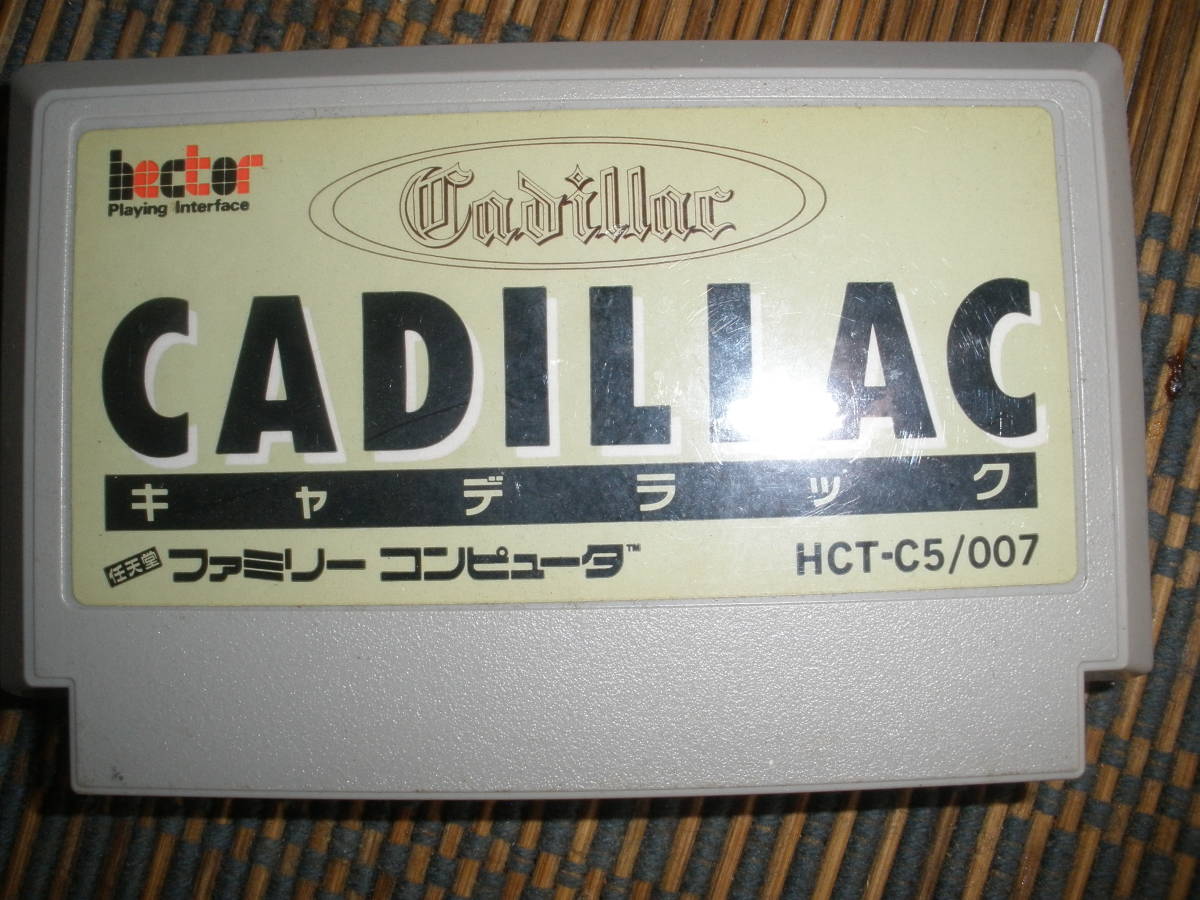 hector
Playing Interface
Cadillac
CADILLAC
キャデラック
任天堂 ファミリー コンピュータ™
HCT-C5/007